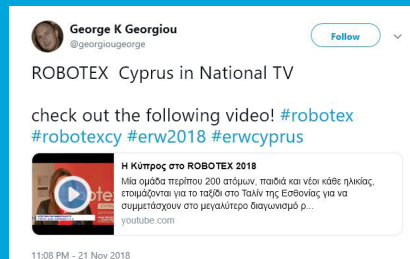 George K Georgiou
@georgiougeorge
Follow
ROBOTEX Cyprus in National TV
check out the following video! #robotex
#robotexcy #erw2018 #erwcyprus
Η Κύπρος στο ROBOTEX 2018
Μία ομάδα περίπου 200 ατόμων, παιδιά και νέοι κάθε ηλικίας,
ετοιμάζονται για το ταξίδι στο Ταλίν της Εσθονίας για να
συμμετάσχουν στο μεγαλύτερο διαγωνισμό ρ...
youtube.com
11:08 PM - 21 Nov 2018